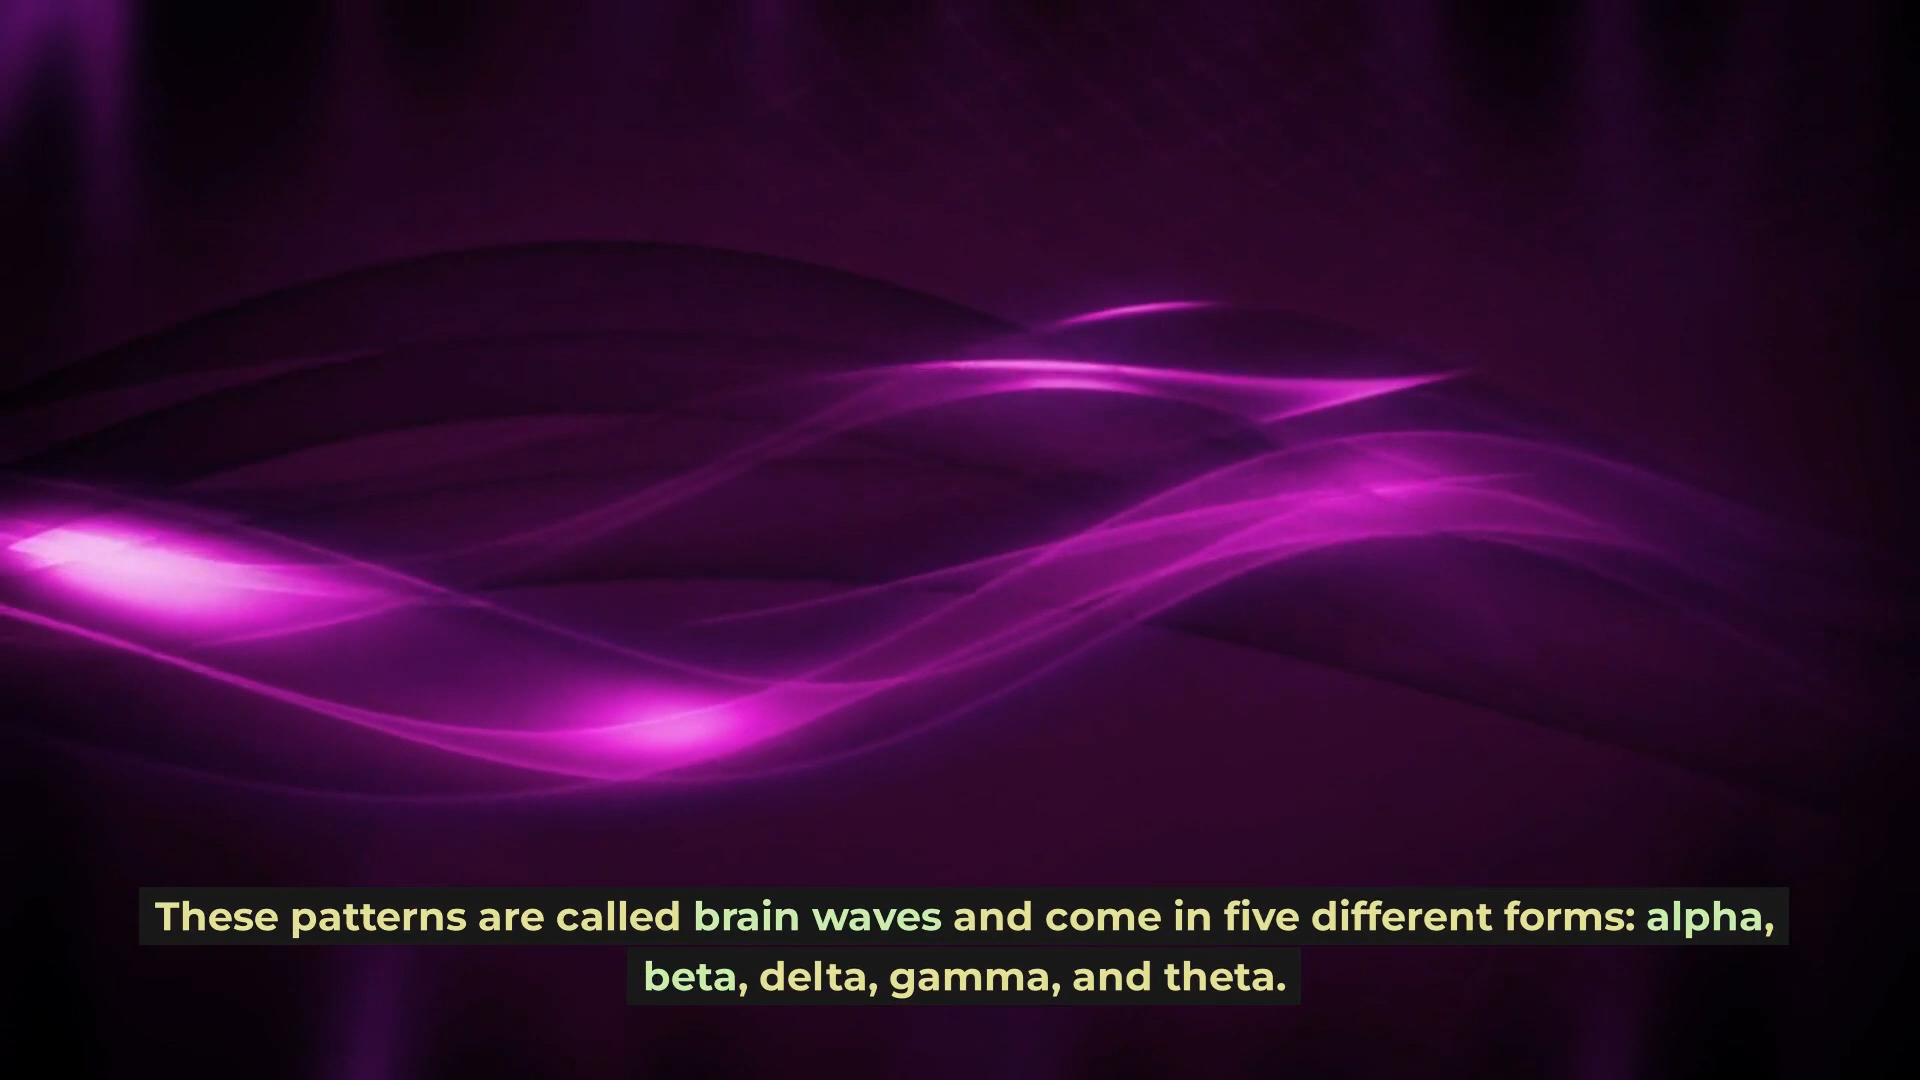 These patterns are called brain waves and come in five different forms: alpha,
beta, delta, gamma, and theta.